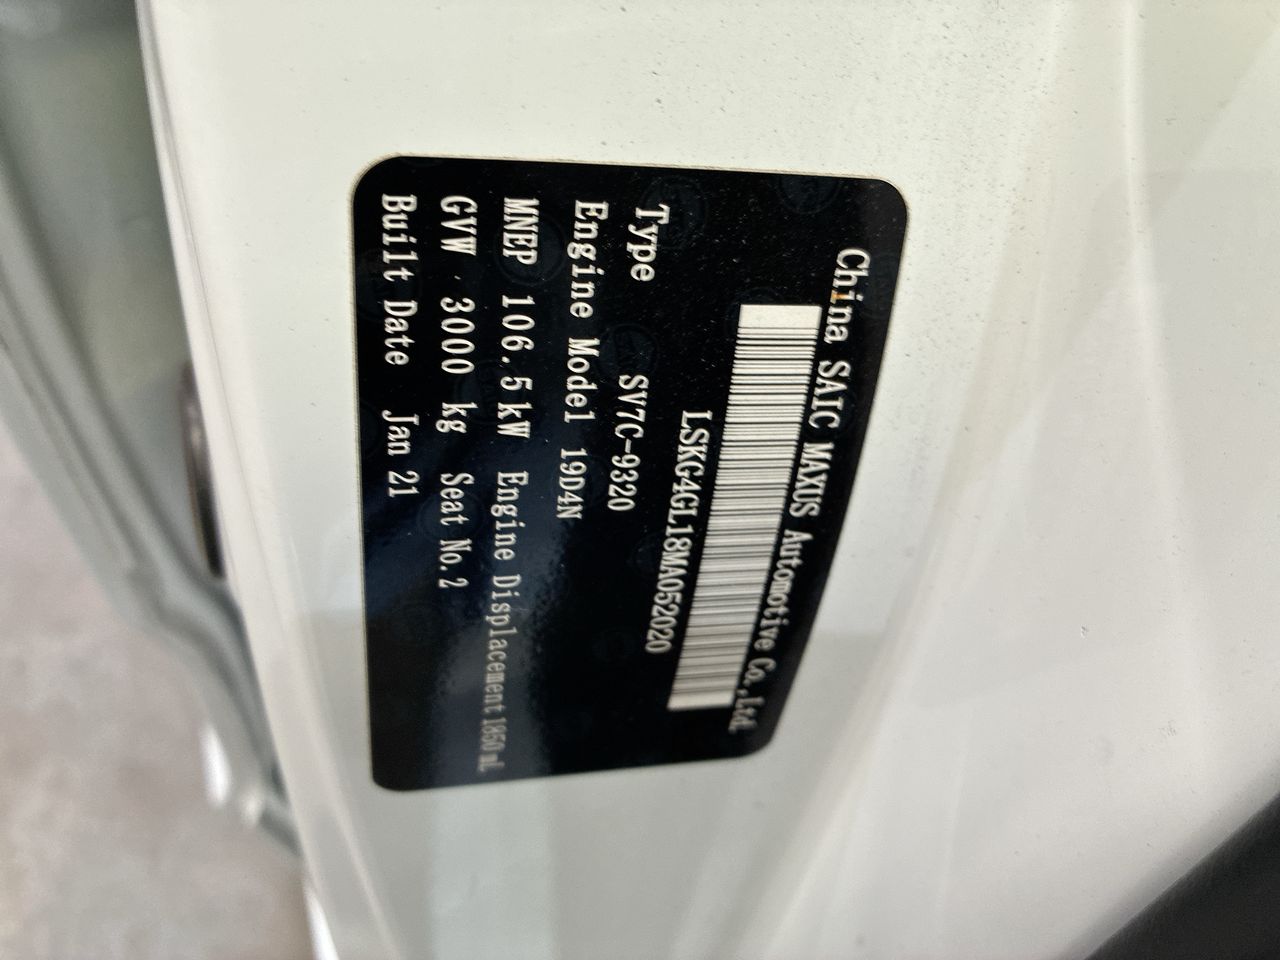 China SAIC MAXUS Automotive Co.,Ltd.
LSKG4GL18MA052020
Type SV7C-9320
Engine Model 19D4N
MNEP 106.5kW Engine Displacement 1850 mL
GVW 3000 kg Seat No. 2
Built Date Jan 21